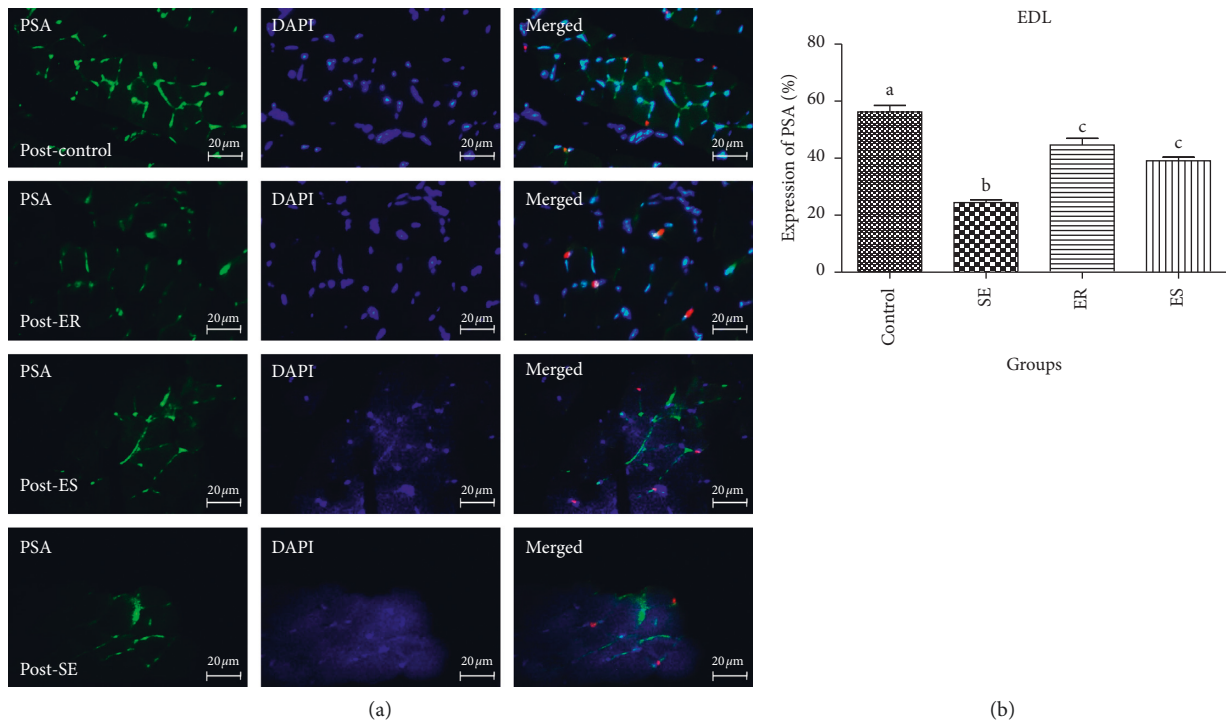 PSA
DAPI
Merged
Post-control
20 μm
20 μm
20 μm
PSA
DAPI
Merged
Post-ER
20 μm
20 μm
20 μm
PSA
DAPI
Merged
Post-ES
20 μm
20 μm
20 μm
PSA
DAPI
Merged
Post-SE
20 μm
20 μm
20 μm
(a)
EDL
Expression of PSA (%)
80
60
40
20
0
a
b
c
c
Control
SE
ER
ES
Groups
(b)